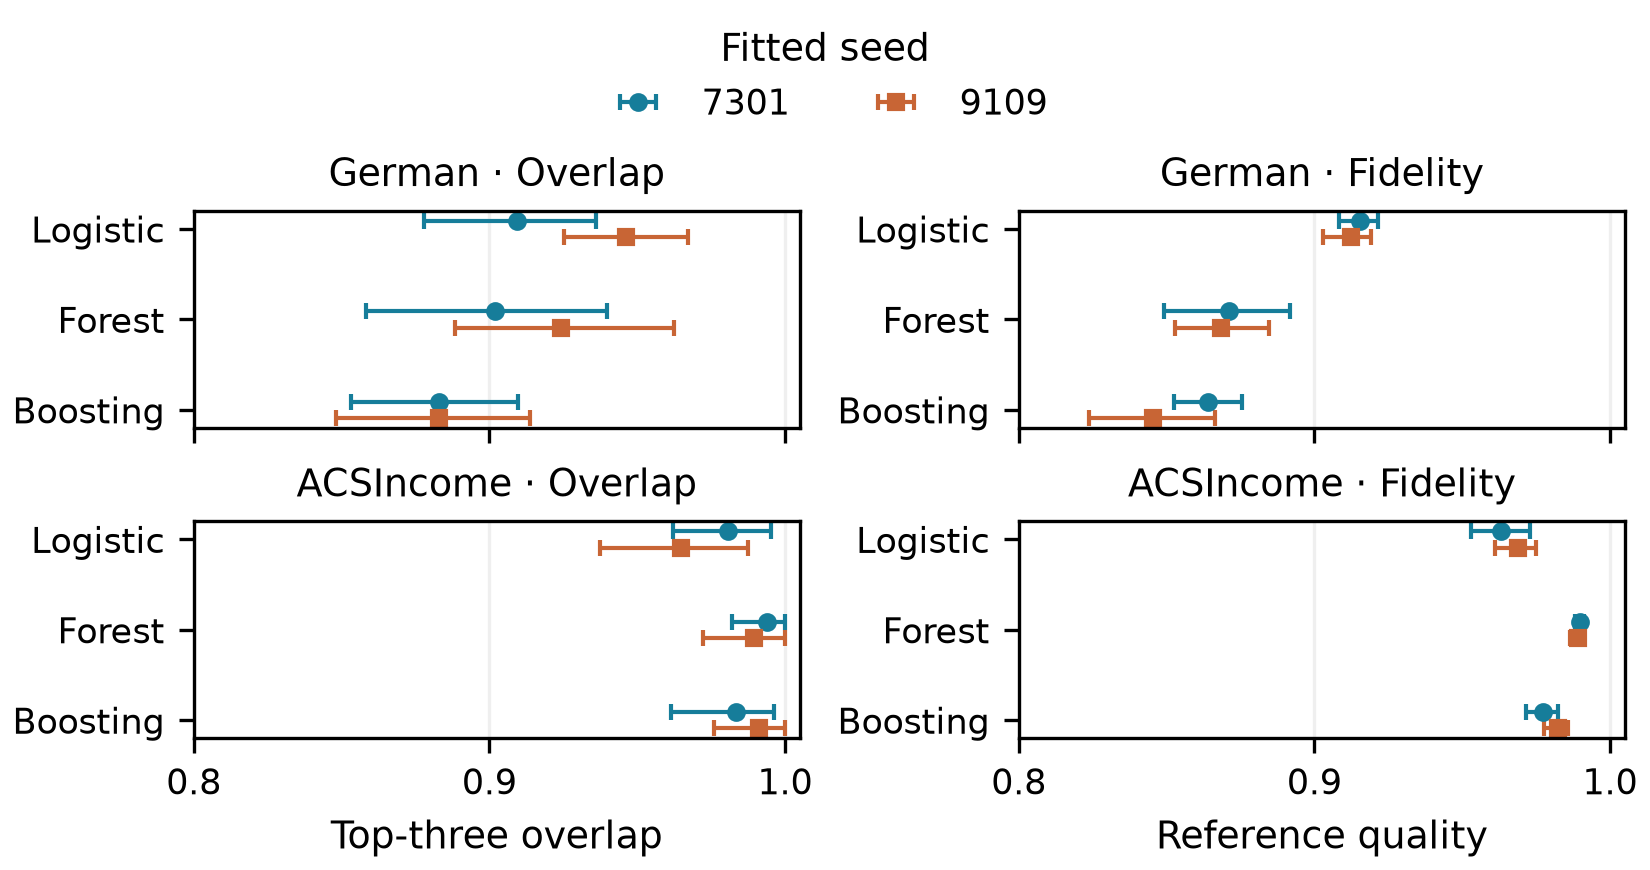 Fitted seed
7301 9109
German · Overlap
Logistic
Forest
Boosting
German · Fidelity
Logistic
Forest
Boosting
ACSIncome · Overlap
Logistic
Forest
Boosting
0.8 0.9 1.0
Top-three overlap
ACSIncome · Fidelity
Logistic
Forest
Boosting
0.8 0.9 1.0
Reference quality